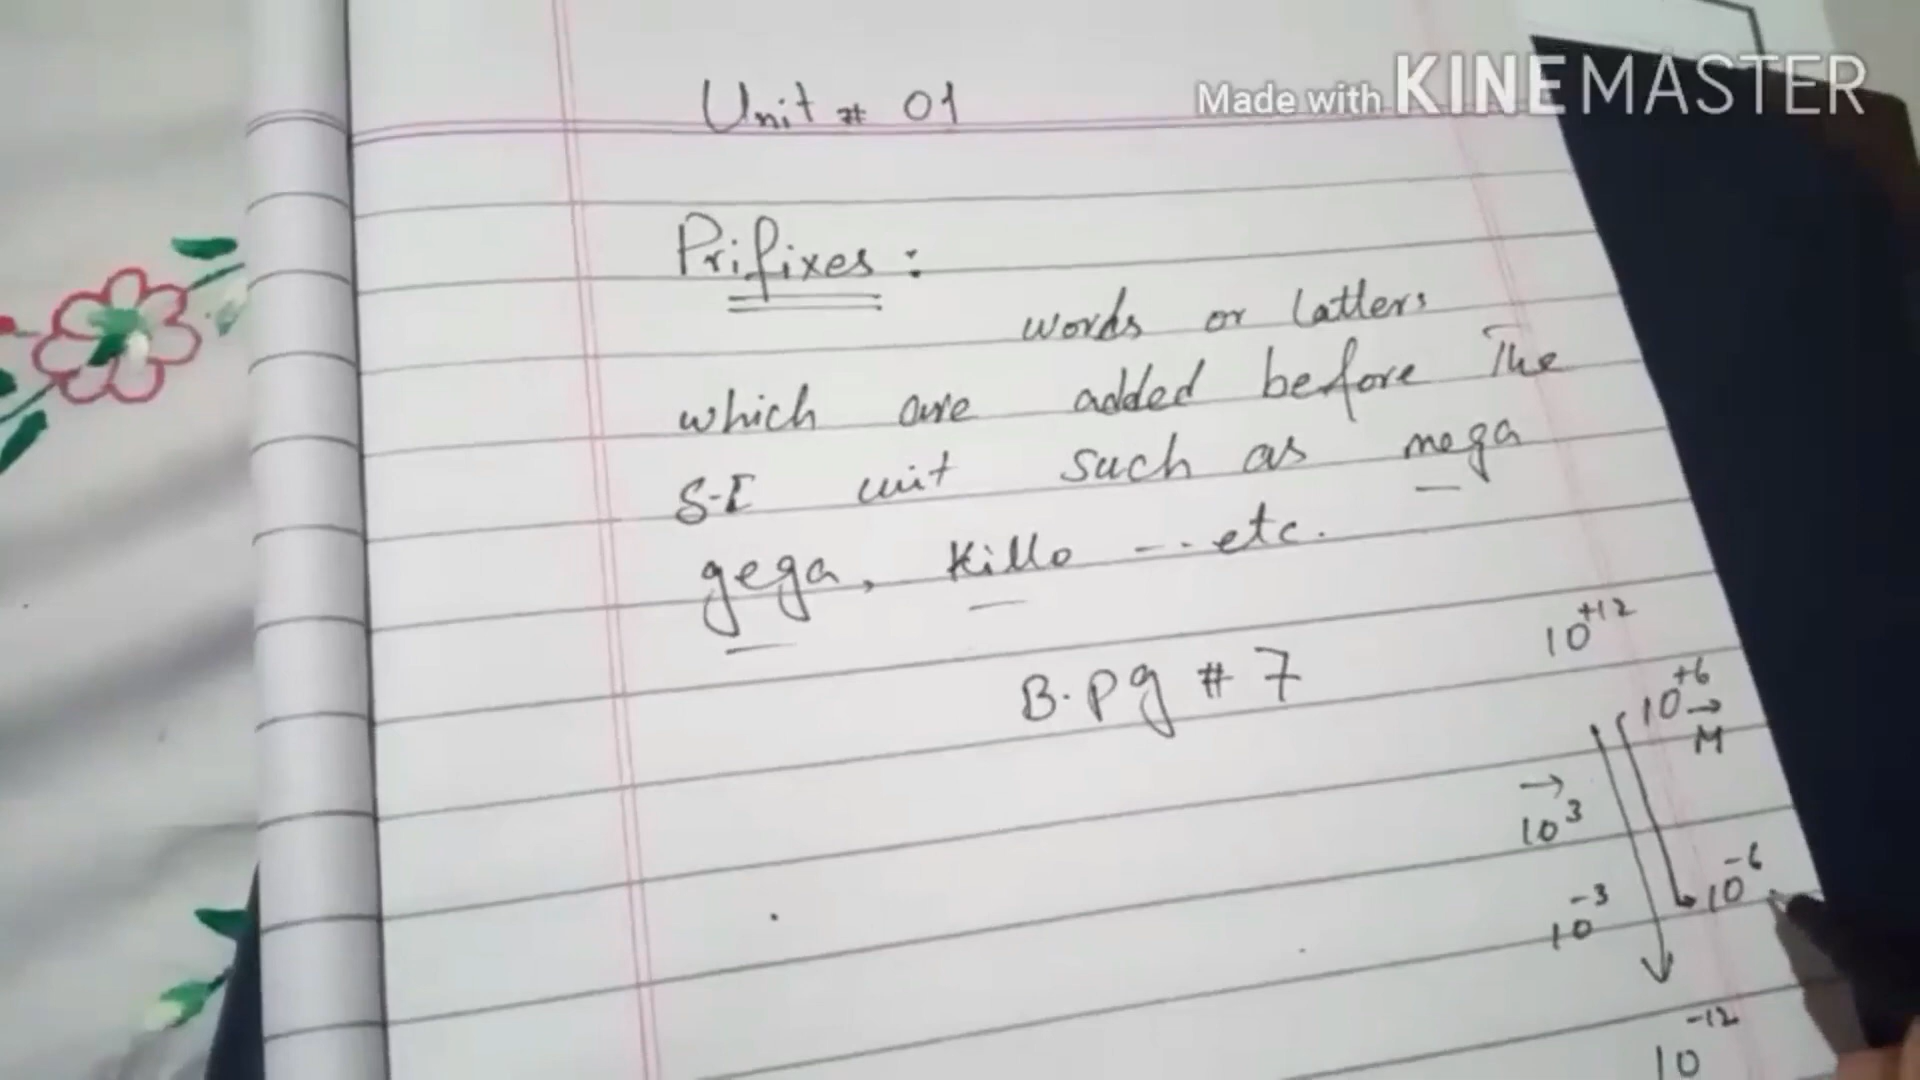 Unit # 01
Made with KINEMASTER
Prifixes :
words or latters
which are added before The
S-I unit such as mega
gega, Killo --- etc.
B. Pg # 7
10^+12
10^+6 →
M
→
10^3
10^-6
10^-3
10^-12